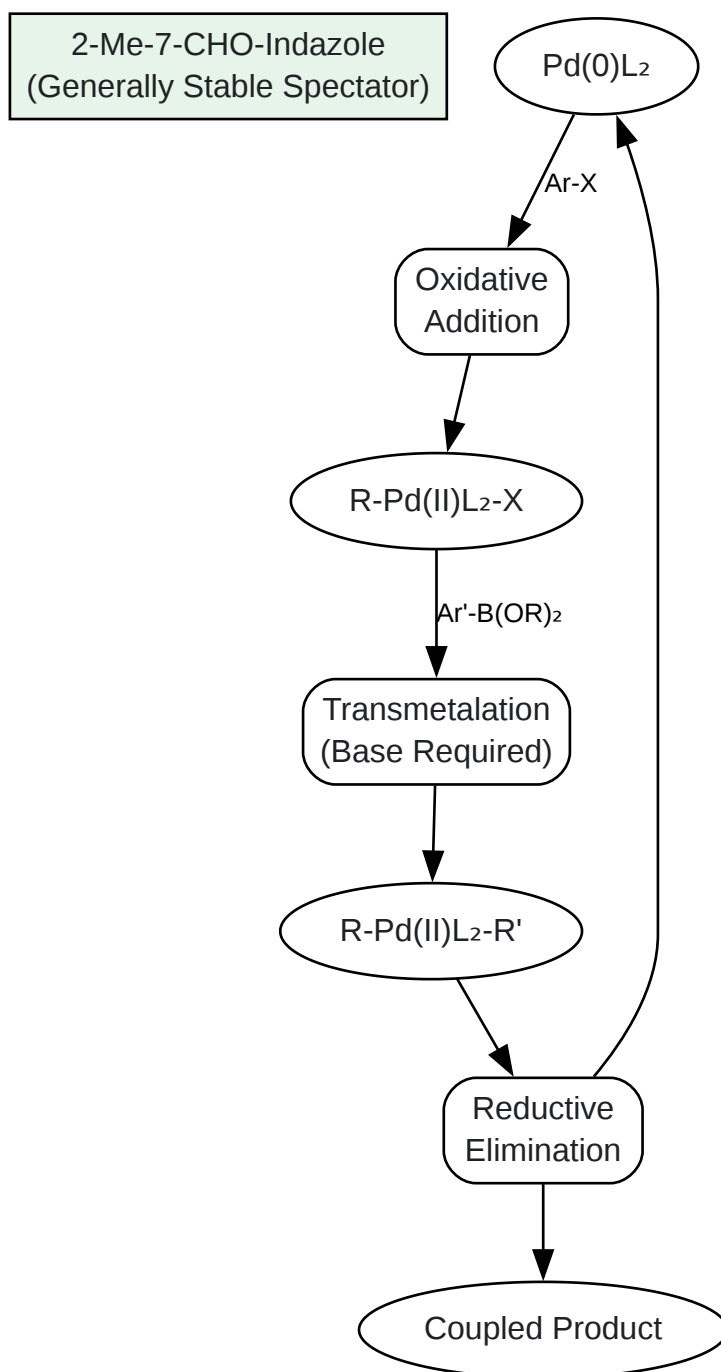 2-Me-7-CHO-Indazole
(Generally Stable Spectator)
Pd(0)L₂
Ar-X
Oxidative
Addition
R-Pd(II)L₂-X
Ar'-B(OR)₂
Transmetalation
(Base Required)
R-Pd(II)L₂-R'
Reductive
Elimination
Coupled Product